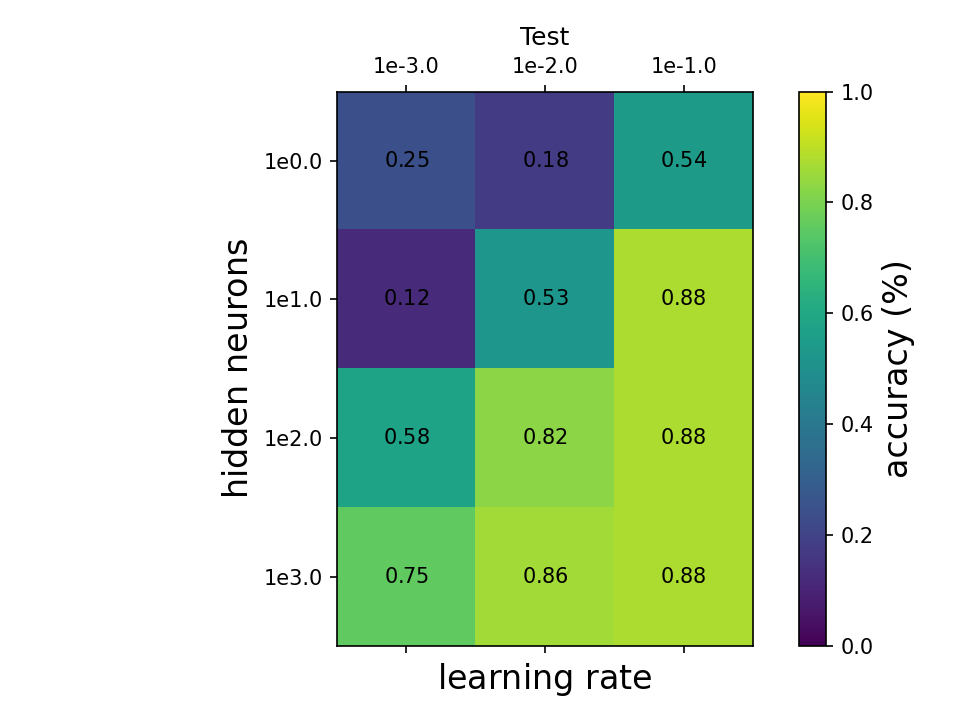 Test
1e-3.0 1e-2.0 1e-1.0
1e0.0 0.25 0.18 0.54
1e1.0 0.12 0.53 0.88
1e2.0 0.58 0.82 0.88
1e3.0 0.75 0.86 0.88
hidden neurons
learning rate
1.0
0.8
0.6
0.4
0.2
0.0
accuracy (%)